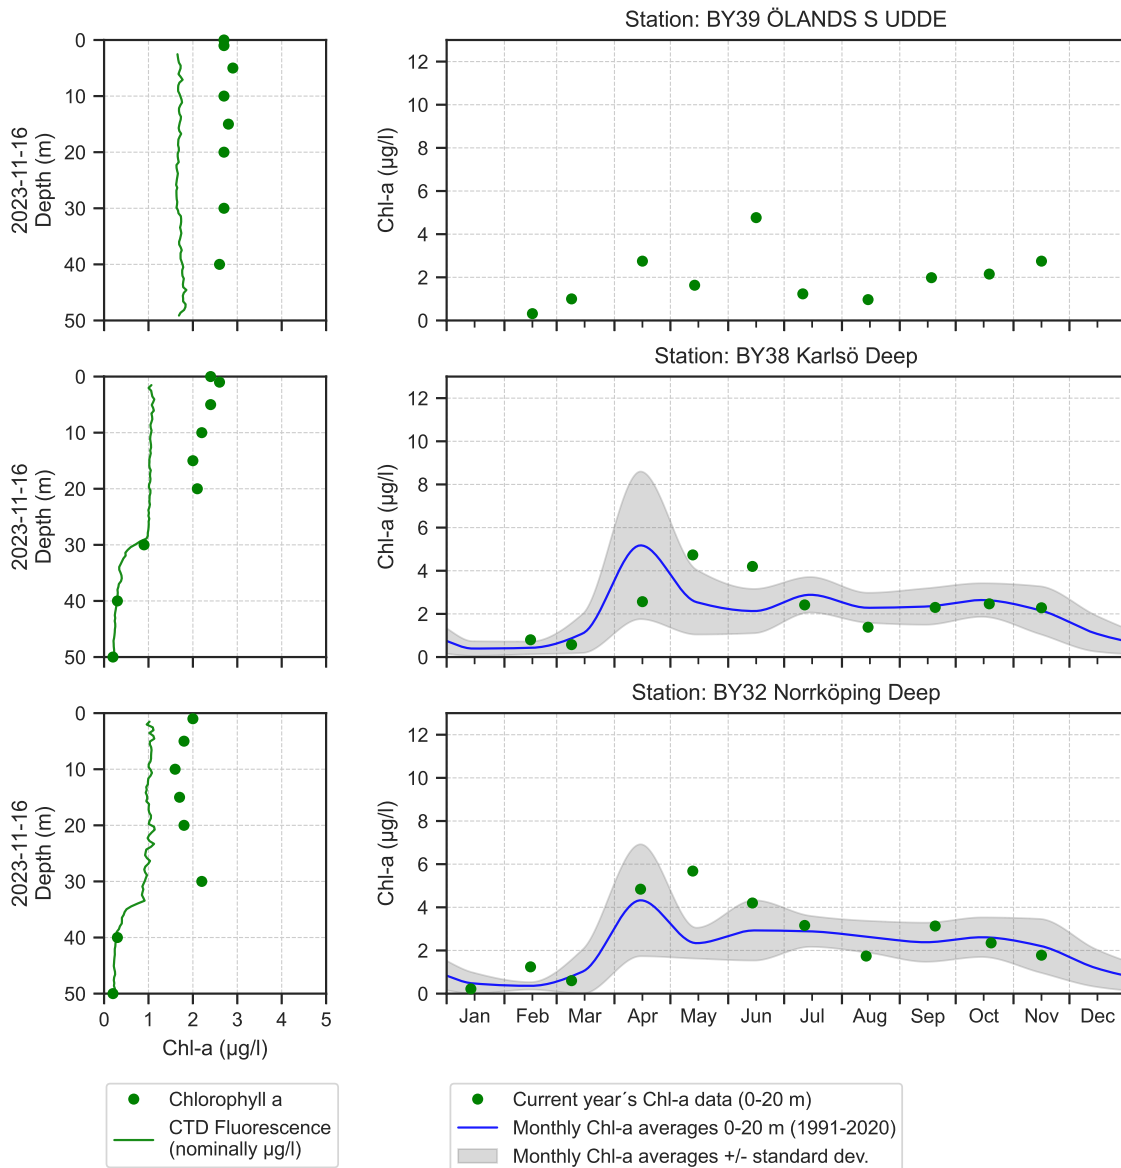 Station: BY39 ÖLANDS S UDDE
0
10
20
30
40
50
2023-11-16
Depth (m)
12
10
8
6
4
2
0
Chl-a (µg/l)
Station: BY38 Karlsö Deep
0
10
20
30
40
50
2023-11-16
Depth (m)
12
10
8
6
4
2
0
Chl-a (µg/l)
Station: BY32 Norrköping Deep
0
10
20
30
40
50
2023-11-16
Depth (m)
0 1 2 3 4 5
Chl-a (µg/l)
12
10
8
6
4
2
0
Chl-a (µg/l)
Jan Feb Mar Apr May Jun Jul Aug Sep Oct Nov Dec
Chlorophyll a
CTD Fluorescence
(nominally µg/l)
Current year´s Chl-a data (0-20 m)
Monthly Chl-a averages 0-20 m (1991-2020)
Monthly Chl-a averages +/- standard dev.